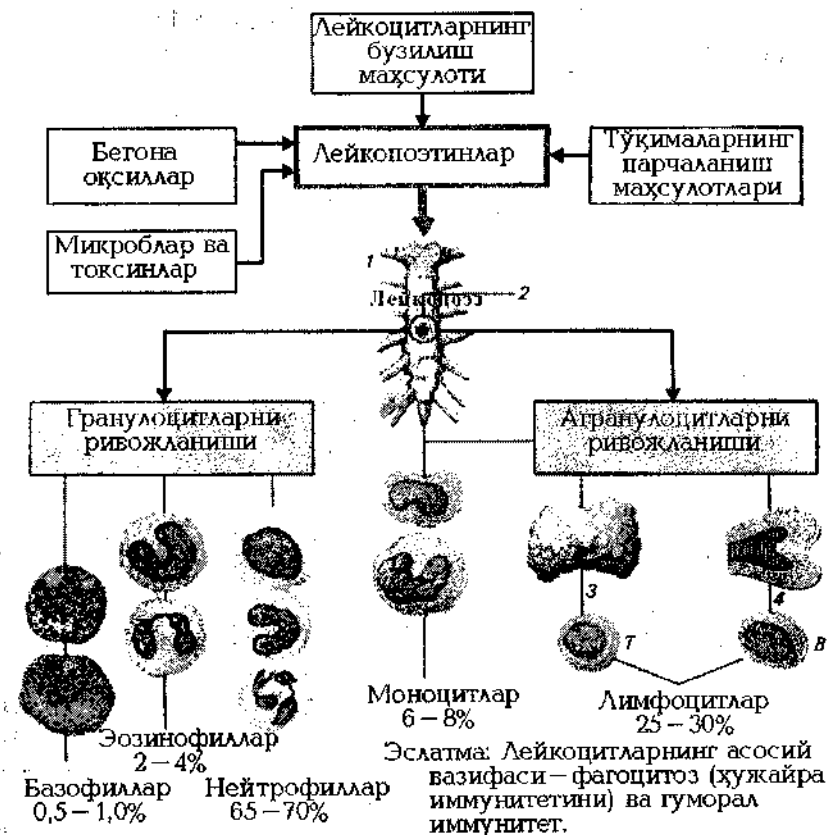 Лейкоцитларнинг
бузилиш
маҳсулоти
Бегона
оқсиллар
Лейкопоэтинлар
Тўқималарнинг
парчаланиш
маҳсулотлари
Микроблар ва
токсинлар
1
Лейкопоэз
2
Гранулоцитларни
ривожланиши
Агранулоцитларни
ривожланиши
3
4
Т
В
Моноцитлар
6–8%
Лимфоцитлар
25–30%
Эозинофиллар
2–4%
Базофиллар
0,5–1,0%
Нейтрофиллар
65–70%
Эслатма: Лейкоцитларнинг асосий
вазифаси–фагоцитоз (ҳужайра
иммунитетини) ва гуморал
иммунитет.